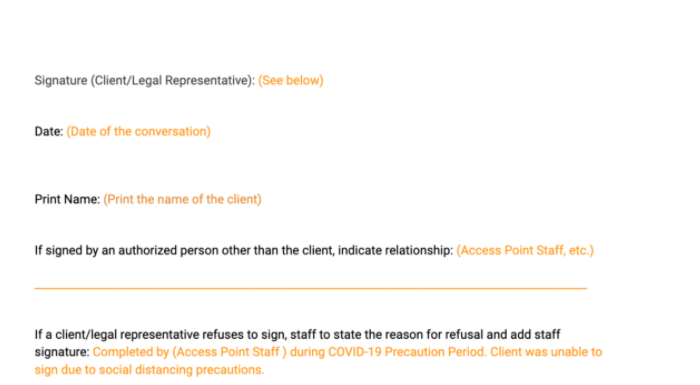 Signature (Client/Legal Representative): (See below)
Date: (Date of the conversation)
Print Name: (Print the name of the client)
If signed by an authorized person other than the client, indicate relationship: (Access Point Staff, etc.)
If a client/legal representative refuses to sign, staff to state the reason for refusal and add staff
signature: Completed by (Access Point Staff ) during COVID-19 Precaution Period. Client was unable to
sign due to social distancing precautions.